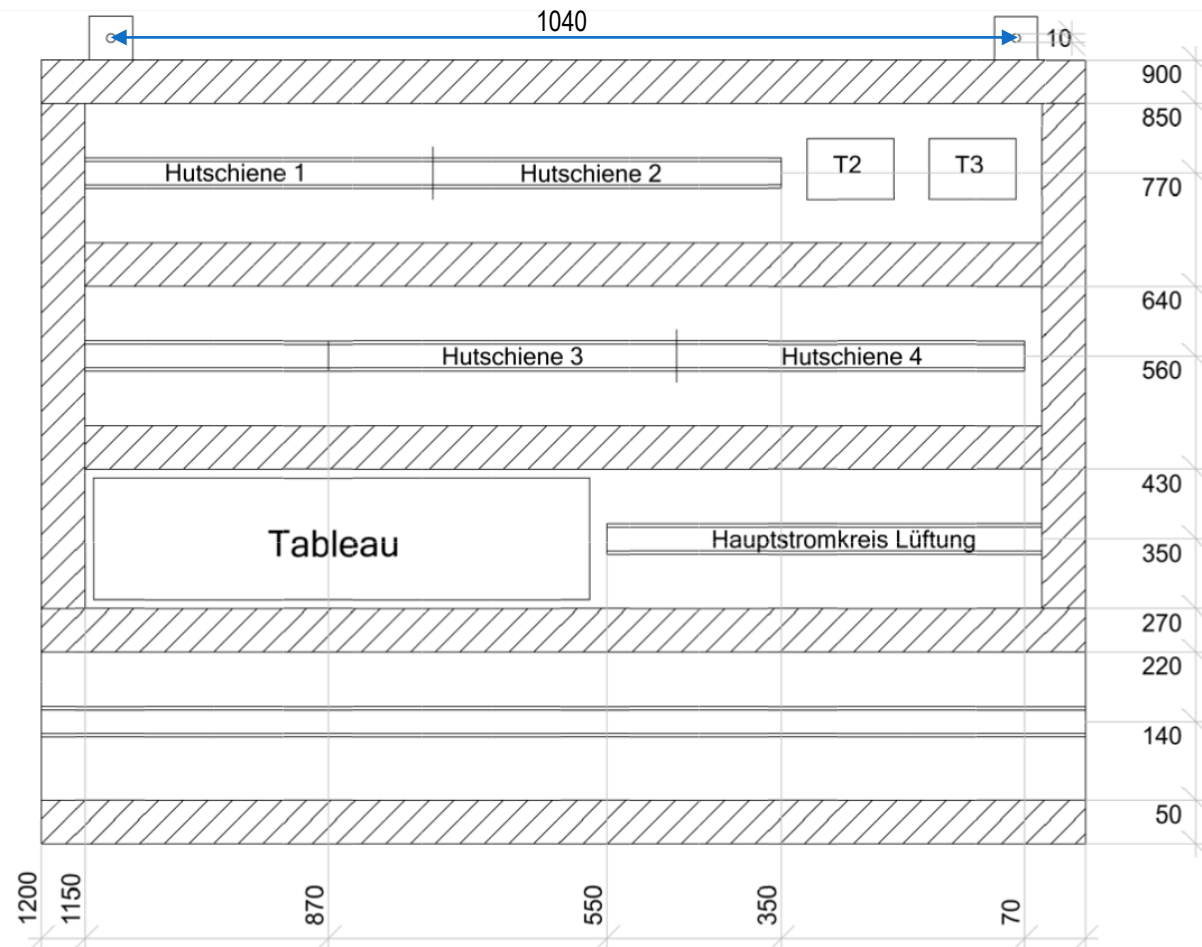 1040
10
900
850
Hutschiene 1
Hutschiene 2
T2
T3
770
640
Hutschiene 3
Hutschiene 4
560
430
Tableau
Hauptstromkreis Lüftung
350
270
220
140
50
1200
1150
870
550
350
70